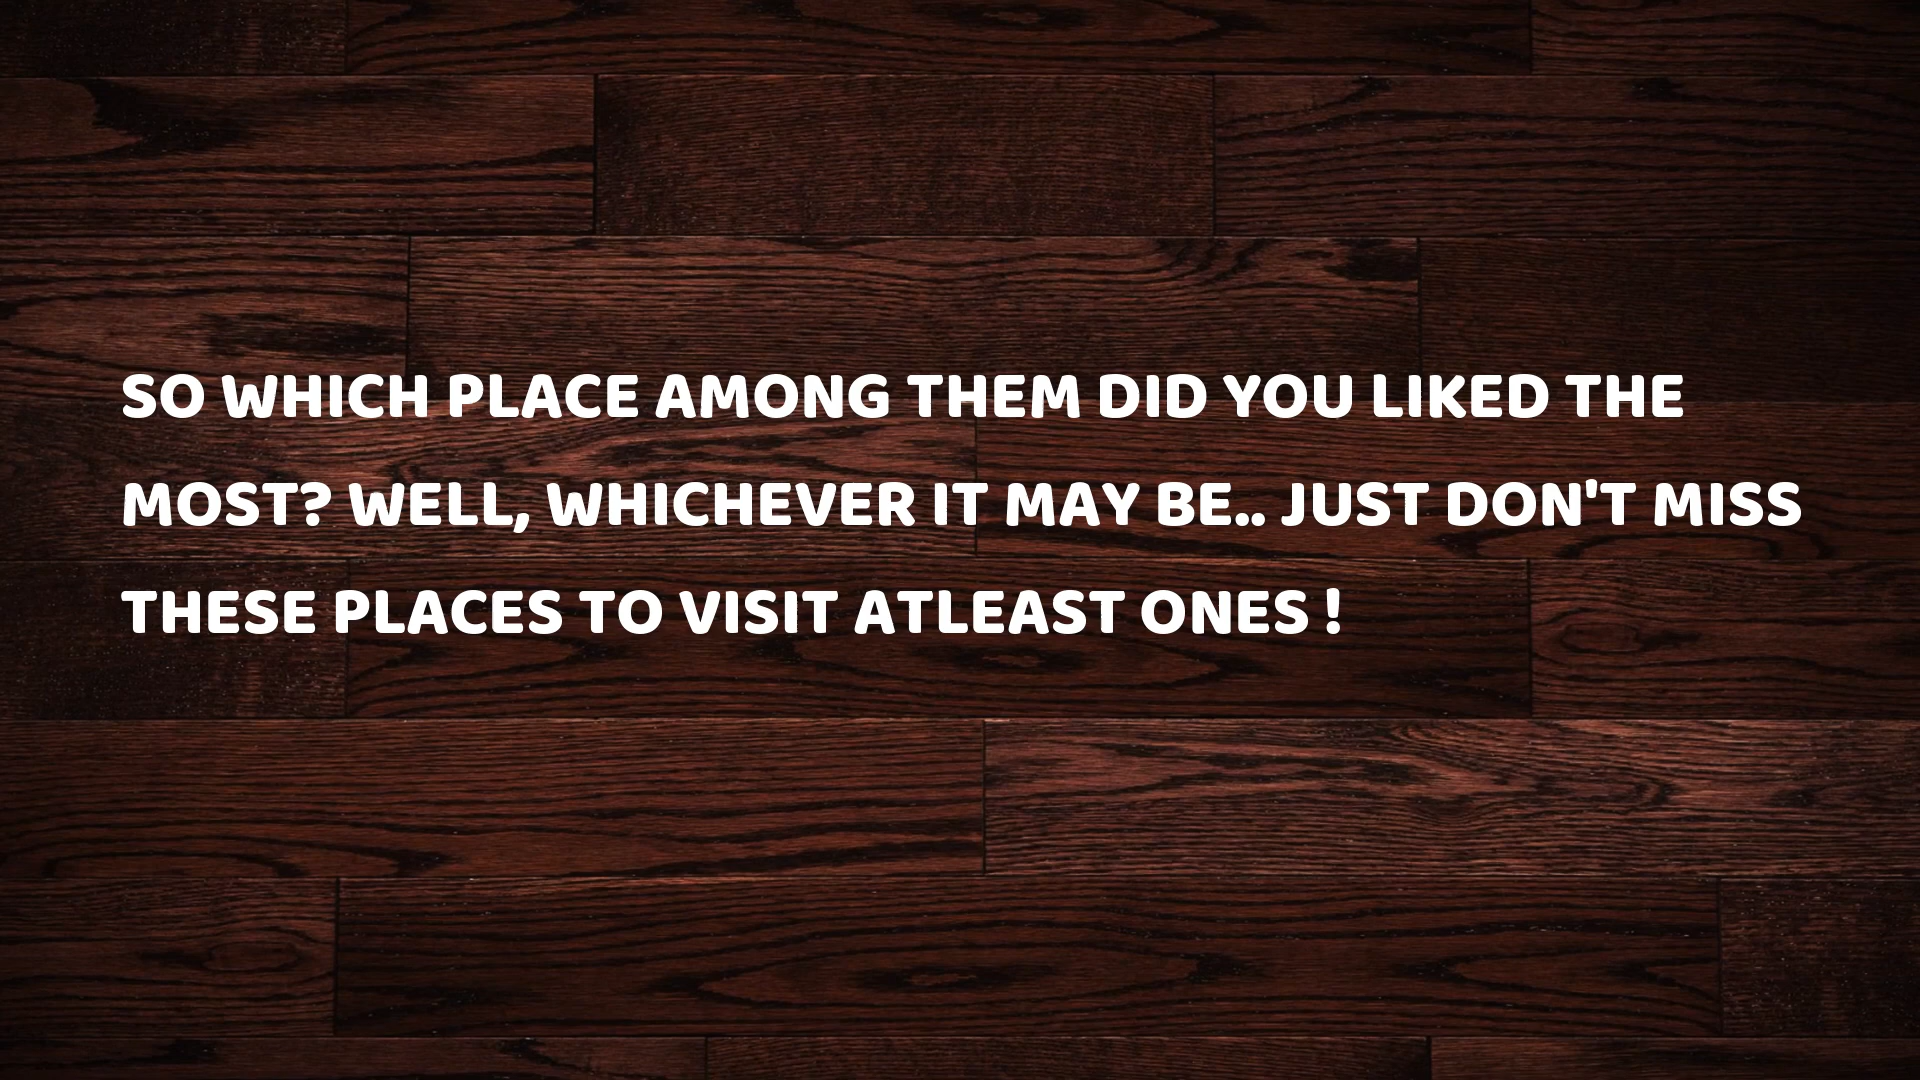 SO WHICH PLACE AMONG THEM DID YOU LIKED THE
MOST? WELL, WHICHEVER IT MAY BE.. JUST DON'T MISS
THESE PLACES TO VISIT ATLEAST ONES !